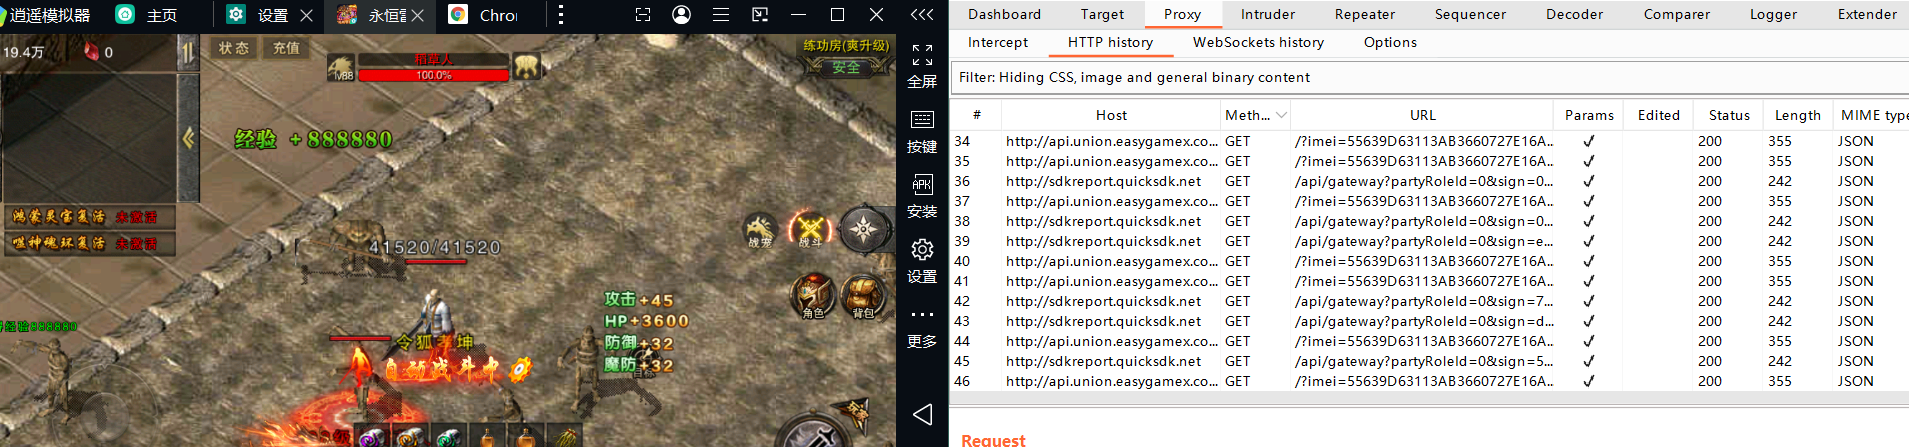 逍遥模拟器
主页
设置
永恒
Chro
19.4万
0
状态
充值
lv88
稻草人
100.0%
练功房(爽升级)
安全
经验 +888880
鸿蒙灵宝复活 未激活
噬神魂环复活 未激活
41520/41520
战宠
战斗
角色
背包
攻击 +45
HP +3600
防御 +32
魔防 +32
经验888880
令狐孝坤
自动战斗中
全屏
按键
APK
安装
设置
更多
Dashboard Target Proxy Intruder Repeater Sequencer Decoder Comparer Logger Extender
Intercept HTTP history WebSockets history Options
Filter: Hiding CSS, image and general binary content
# Host Meth... URL Params Edited Status Length MIME type
34 http://api.union.easygamex.co... GET /?imei=55639D63113AB3660727E16A... ✓ 200 355 JSON
35 http://api.union.easygamex.co... GET /?imei=55639D63113AB3660727E16A... ✓ 200 355 JSON
36 http://sdkreport.quicksdk.net GET /api/gateway?partyRoleId=0&sign=0... ✓ 200 242 JSON
37 http://api.union.easygamex.co... GET /?imei=55639D63113AB3660727E16A... ✓ 200 355 JSON
38 http://sdkreport.quicksdk.net GET /api/gateway?partyRoleId=0&sign=0... ✓ 200 242 JSON
39 http://sdkreport.quicksdk.net GET /api/gateway?partyRoleId=0&sign=e... ✓ 200 242 JSON
40 http://api.union.easygamex.co... GET /?imei=55639D63113AB3660727E16A... ✓ 200 355 JSON
41 http://api.union.easygamex.co... GET /?imei=55639D63113AB3660727E16A... ✓ 200 355 JSON
42 http://sdkreport.quicksdk.net GET /api/gateway?partyRoleId=0&sign=7... ✓ 200 242 JSON
43 http://sdkreport.quicksdk.net GET /api/gateway?partyRoleId=0&sign=d... ✓ 200 242 JSON
44 http://api.union.easygamex.co... GET /?imei=55639D63113AB3660727E16A... ✓ 200 355 JSON
45 http://sdkreport.quicksdk.net GET /api/gateway?partyRoleId=0&sign=5... ✓ 200 242 JSON
46 http://api.union.easygamex.co... GET /?imei=55639D63113AB3660727E16A... ✓ 200 355 JSON
Request